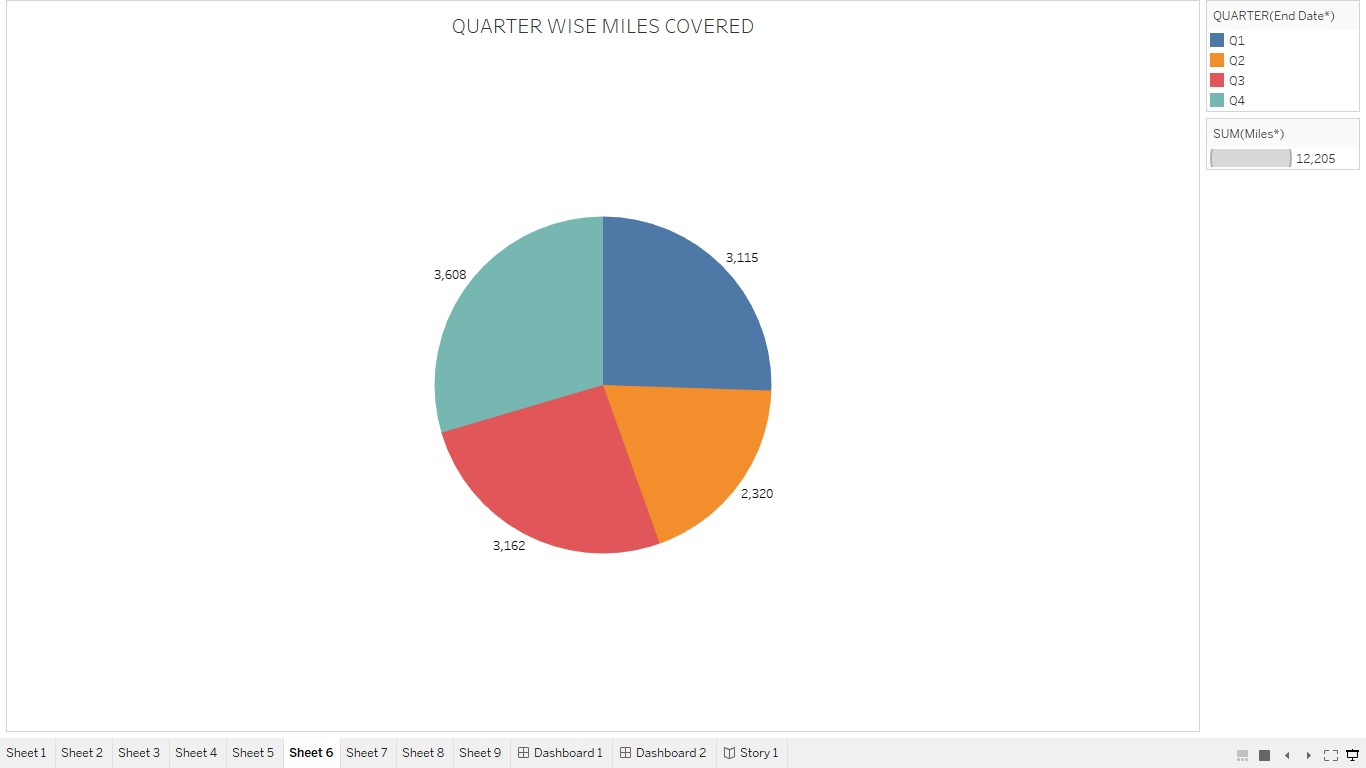 QUARTER WISE MILES COVERED
QUARTER(End Date*)
Q1
Q2
Q3
Q4
SUM(Miles*)
12,205
3,115
3,608
2,320
3,162
Sheet 1 Sheet 2 Sheet 3 Sheet 4 Sheet 5 Sheet 6 Sheet 7 Sheet 8 Sheet 9 Dashboard 1 Dashboard 2 Story 1